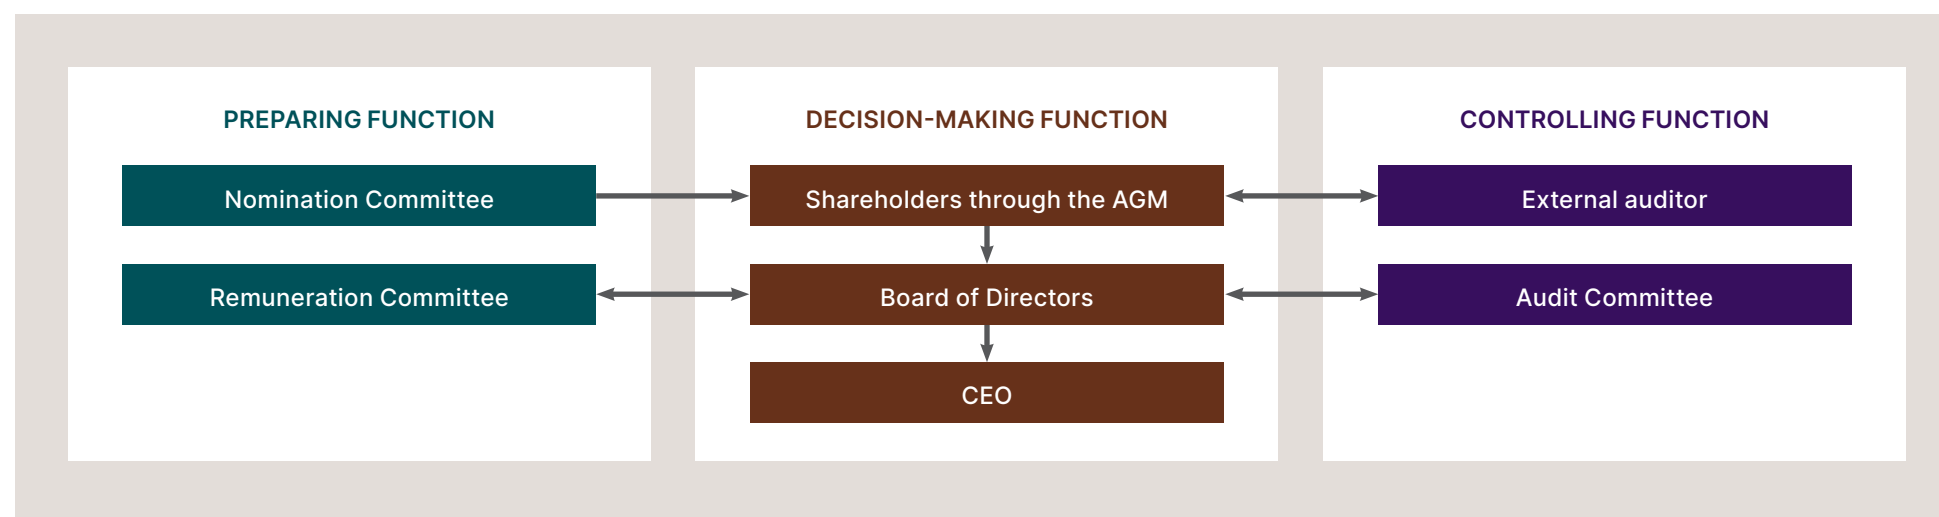 PREPARING FUNCTION
Nomination Committee
Remuneration Committee
DECISION-MAKING FUNCTION
Shareholders through the AGM
Board of Directors
CEO
CONTROLLING FUNCTION
External auditor
Audit Committee